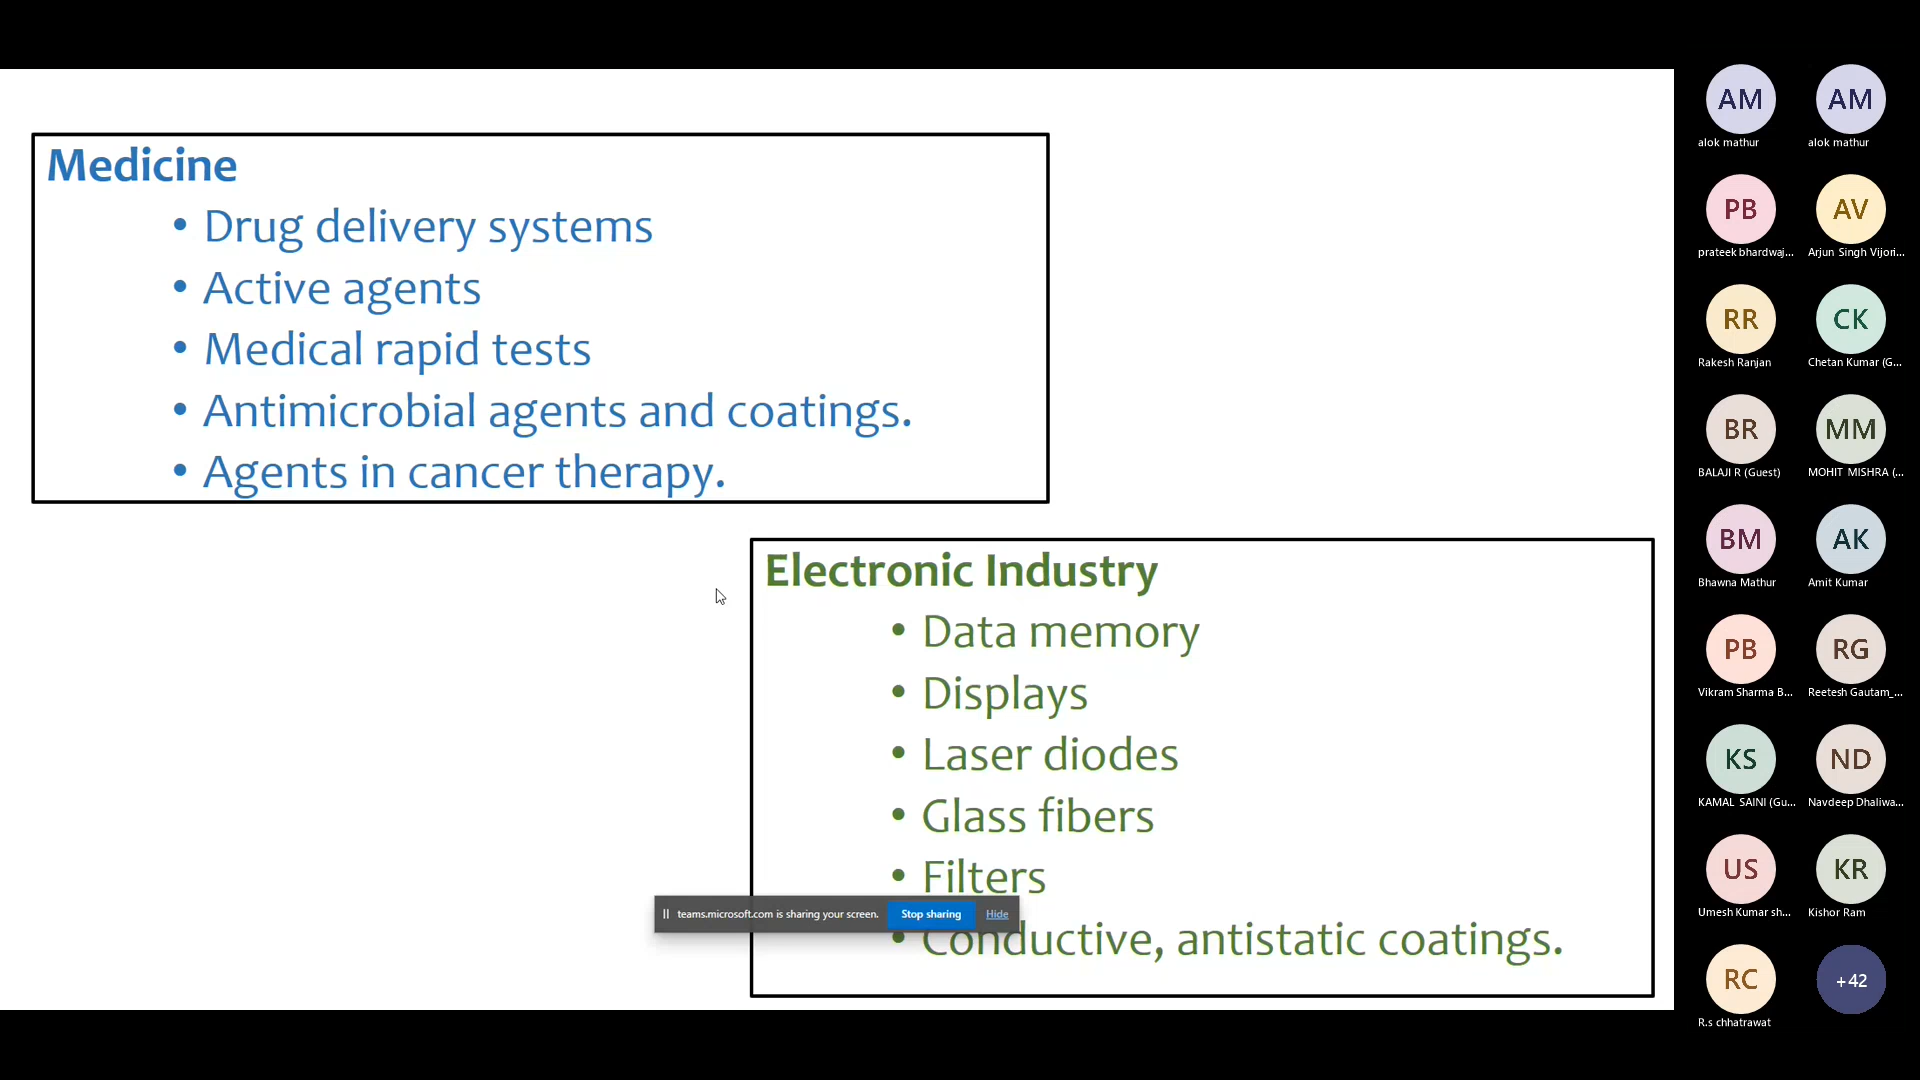 Medicine
• Drug delivery systems
• Active agents
• Medical rapid tests
• Antimicrobial agents and coatings.
• Agents in cancer therapy.
Electronic Industry
• Data memory
• Displays
• Laser diodes
• Glass fibers
• Filters
teams.microsoft.com is sharing your screen. Stop sharing Hide
• Conductive, antistatic coatings.
AM AM
alok mathur alok mathur
PB AV
prateek bhardwaj... Arjun Singh Vijori...
RR CK
Rakesh Ranjan Chetan Kumar (G...
BR MM
BALAJI R (Guest) MOHIT MISHRA (...
BM AK
Bhawna Mathur Amit Kumar
PB RG
Vikram Sharma B... Reetesh Gautam_...
KS ND
KAMAL SAINI (Gu... Navdeep Dhaliwa...
US KR
Umesh Kumar sh... Kishor Ram
RC +42
R.s chhatrawat